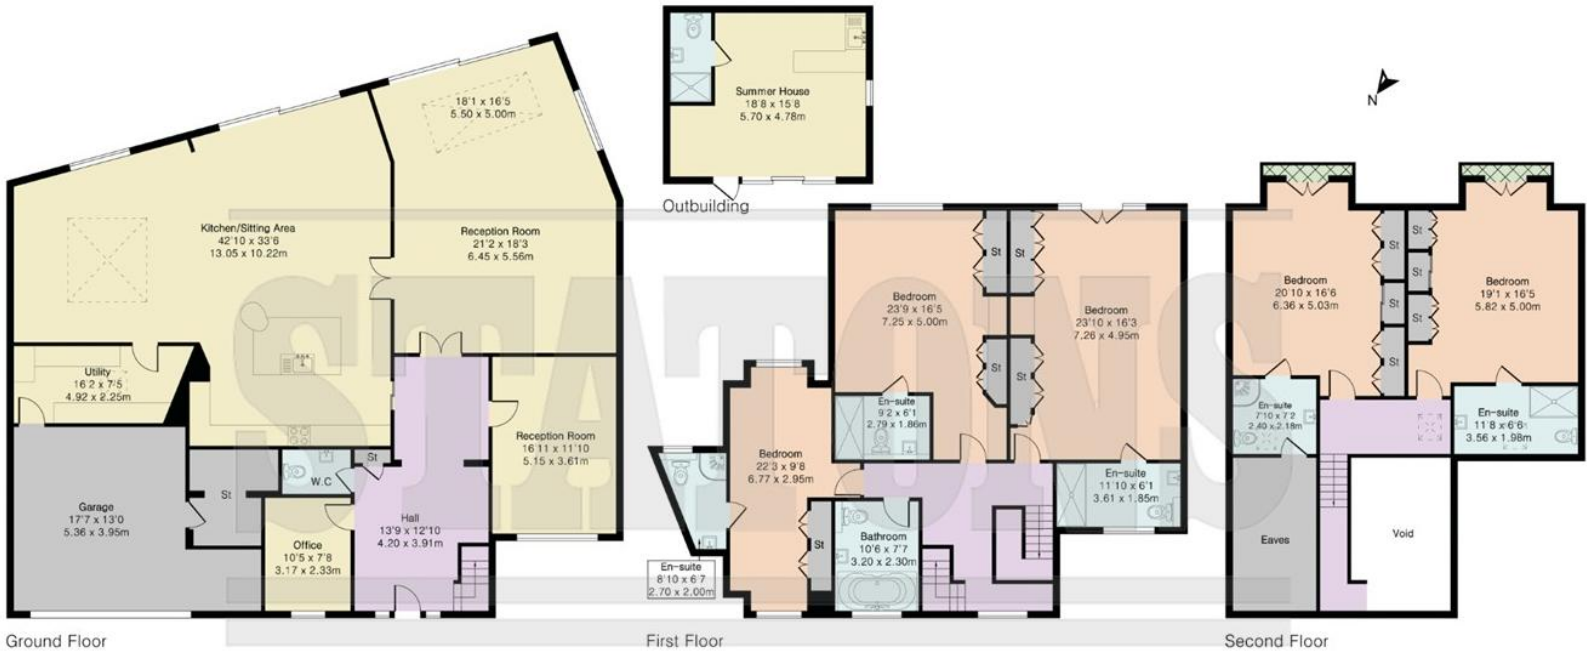 18'1 x 16'5
5.50 x 5.00m
Kitchen/Sitting Area
42'10 x 33'6
13.05 x 10.22m
Reception Room
21'2 x 18'3
6.45 x 5.56m
Utility
16'2 x 7'5
4.92 x 2.25m
Reception Room
16'11 x 11'10
5.15 x 3.61m
Garage
17'7 x 13'0
5.36 x 3.95m
St
St
W.C
Office
10'5 x 7'8
3.17 x 2.33m
Hall
13'9 x 12'10
4.20 x 3.91m
Ground Floor
Summer House
18'8 x 15'8
5.70 x 4.78m
Outbuilding
N
St
St
Bedroom
23'9 x 16'5
7.25 x 5.00m
Bedroom
23'10 x 16'3
7.26 x 4.95m
St
St
En-suite
9'2 x 6'1
2.79 x 1.86m
Bedroom
22'3 x 9'8
6.77 x 2.95m
En-suite
11'10 x 6'1
3.61 x 1.85m
St
Bathroom
10'6 x 7'7
3.20 x 2.30m
En-suite
8'10 x 6'7
2.70 x 2.00m
First Floor
St
St
St
St
St
St
Bedroom
20'10 x 16'6
6.36 x 5.03m
Bedroom
19'1 x 16'5
5.82 x 5.00m
En-suite
7'10 x 7'2
2.40 x 2.18m
En-suite
11'8 x 6'6
3.56 x 1.98m
Eaves
Void
Second Floor
STATONS